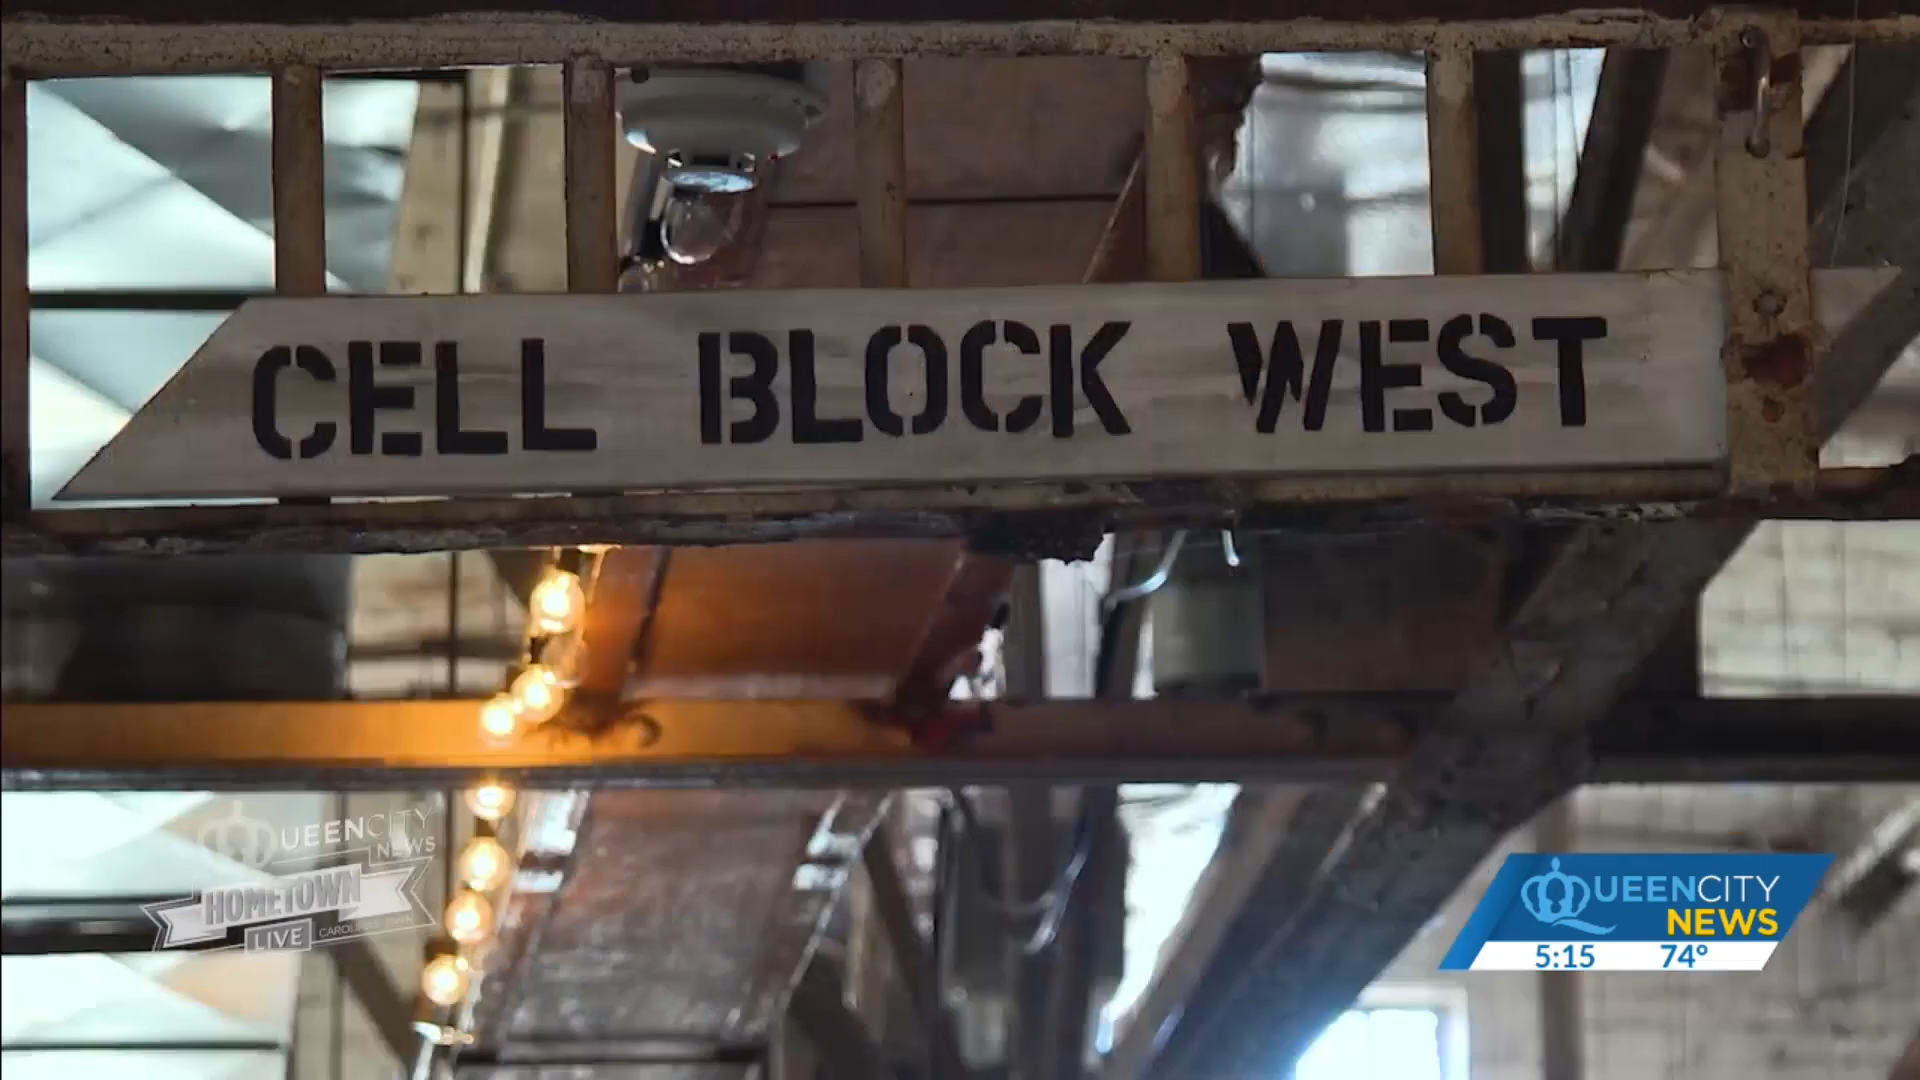 CELL BLOCK WEST
QUEENCITY
NEWS
HOMETOWN
LIVE
QUEENCITY
NEWS
5:15 74°